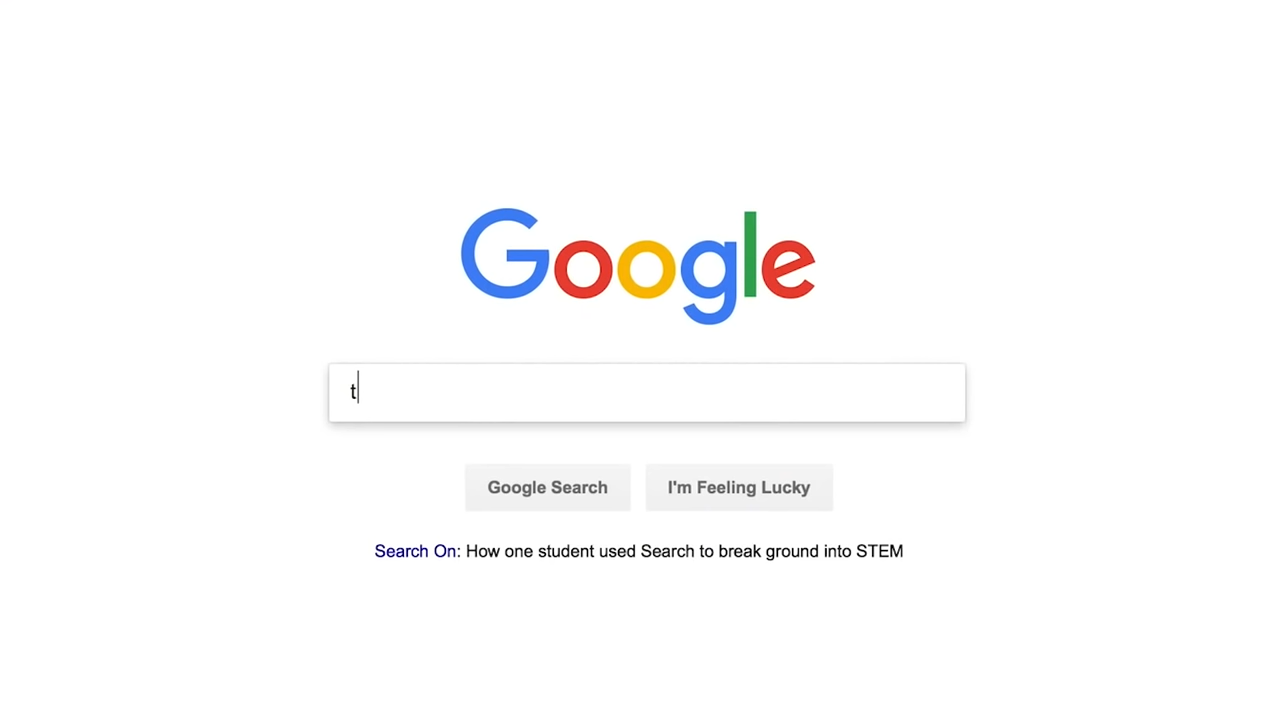 Google
t
Google Search I'm Feeling Lucky
Search On: How one student used Search to break ground into STEM